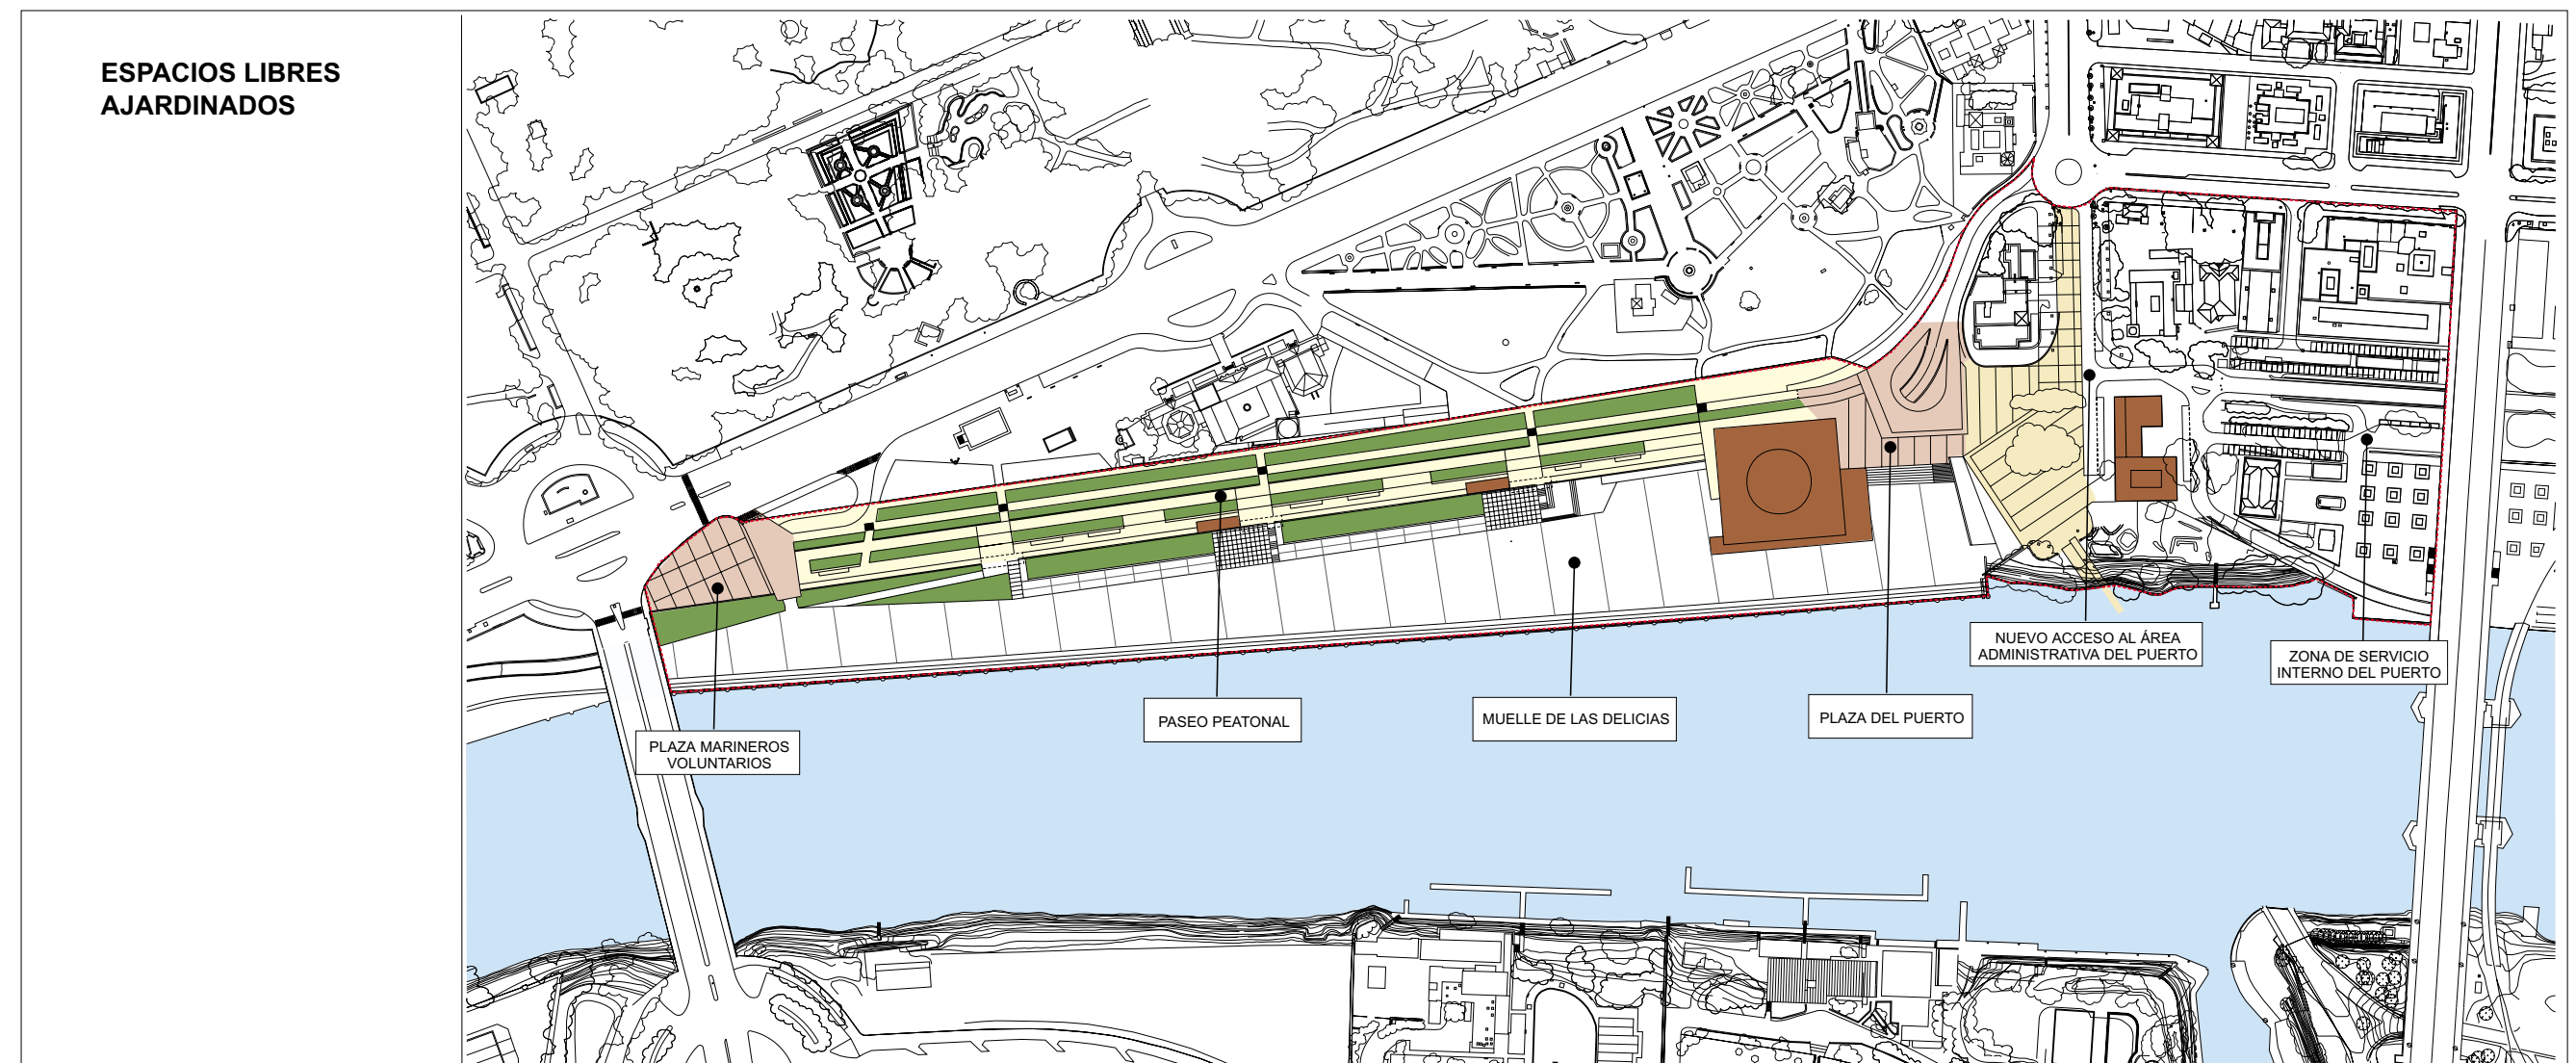 ESPACIOS LIBRES
AJARDINADOS
PLAZA MARINEROS
VOLUNTARIOS
PASEO PEATONAL
MUELLE DE LAS DELICIAS
PLAZA DEL PUERTO
NUEVO ACCESO AL ÁREA
ADMINISTRATIVA DEL PUERTO
ZONA DE SERVICIO
INTERNO DEL PUERTO